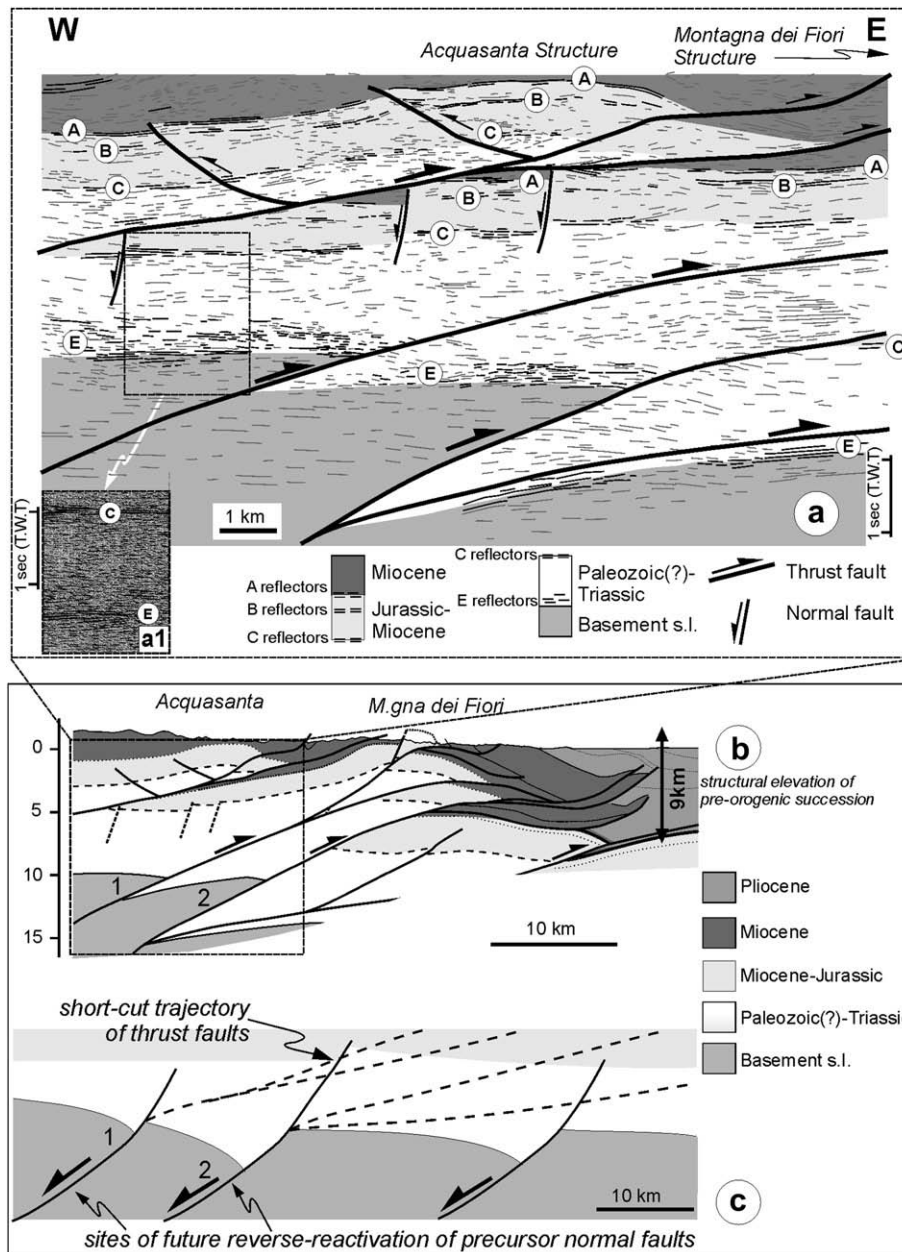 W
E
Acquasanta Structure
Montagna dei Fiori
Structure
A
B
A
B
C
C
A
A
B
B
C
E
E
C
E
1 sec (T.W.T)
1 sec (T.W.T)
C
E
a1
1 km
a
A reflectors
B reflectors
C reflectors
Miocene
Jurassic-
Miocene
C reflectors
E reflectors
Paleozoic(?)-
Triassic
Basement s.l.
Thrust fault
Normal fault
Acquasanta
M.gna dei Fiori
0
5
10
15
1
2
9km
b
structural elevation of
pre-orogenic succession
10 km
Pliocene
Miocene
Miocene-Jurassic
Paleozoic(?)-Triassi
Basement s.l.
short-cut trajectory
of thrust faults
1
2
10 km
c
sites of future reverse-reactivation of precursor normal faults